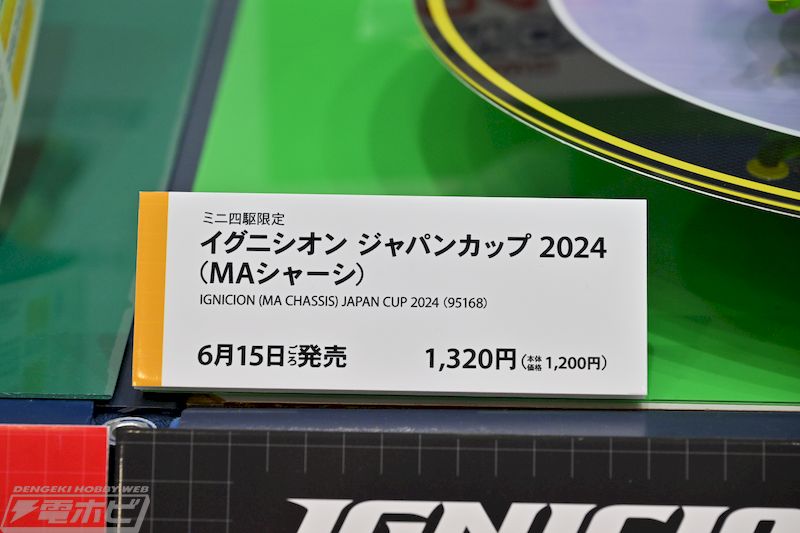 ミニ四駆限定
イグニシオン ジャパンカップ 2024
（MAシャーシ）
IGNICION (MA CHASSIS) JAPAN CUP 2024（95168）
6月15日ごろ発売 1,320円（本体価格 1,200円）
DENGEKI HOBBY WEB
電ホビ
IGNICION